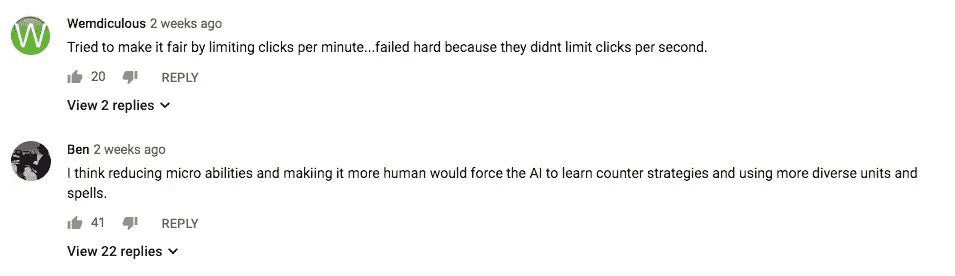 W
Wemdiculous 2 weeks ago
Tried to make it fair by limiting clicks per minute...failed hard because they didnt limit clicks per second.
20 REPLY
View 2 replies
Ben 2 weeks ago
I think reducing micro abilities and makiing it more human would force the AI to learn counter strategies and using more diverse units and
spells.
41 REPLY
View 22 replies